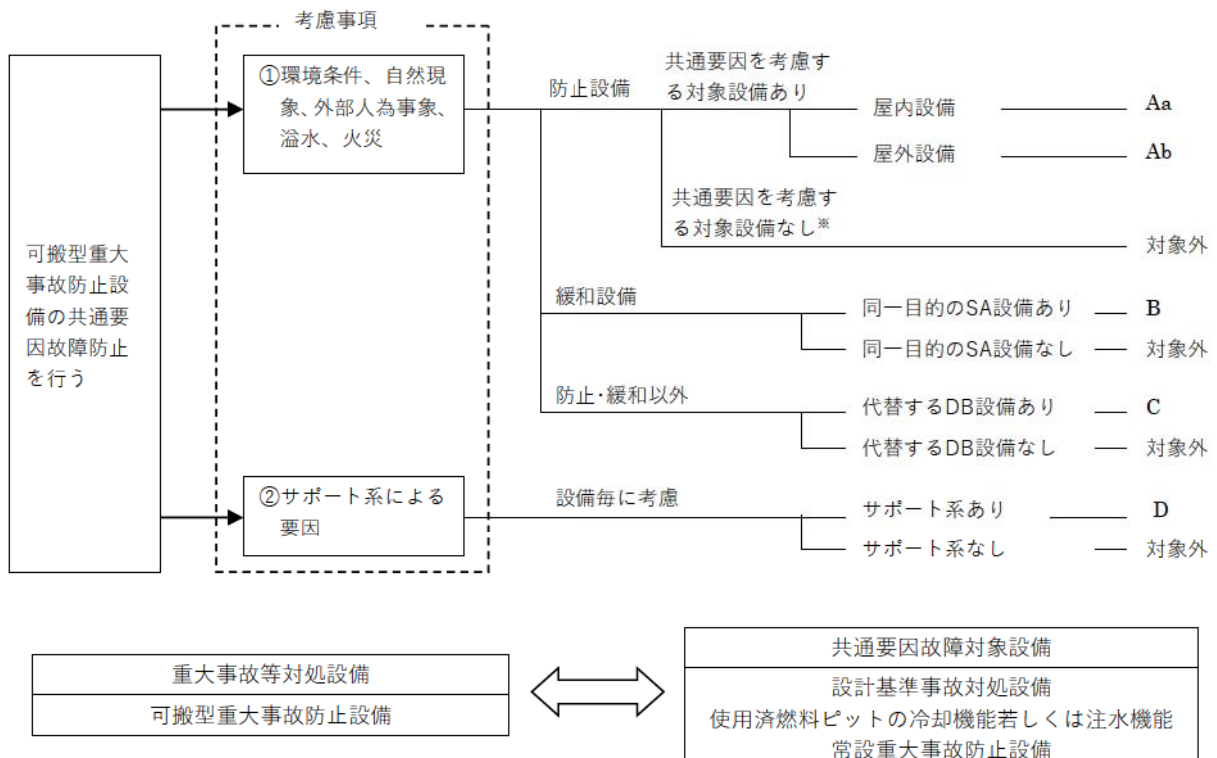 考慮事項
可搬型重大
事故防止設
備の共通要
因故障防止
を行う
①環境条件、自然現
象、外部人為事象、
溢水、火災
防止設備
共通要因を考慮す
る対象設備あり
屋内設備 Aa
屋外設備 Ab
共通要因を考慮す
る対象設備なし※
対象外
緩和設備
同一目的のSA設備あり B
同一目的のSA設備なし 対象外
防止･緩和以外
代替するDB設備あり C
代替するDB設備なし 対象外
②サポート系による
要因
設備毎に考慮
サポート系あり D
サポート系なし 対象外
重大事故等対処設備
可搬型重大事故防止設備
共通要因故障対象設備
設計基準事故対処設備
使用済燃料ピットの冷却機能若しくは注水機能
常設重大事故防止設備